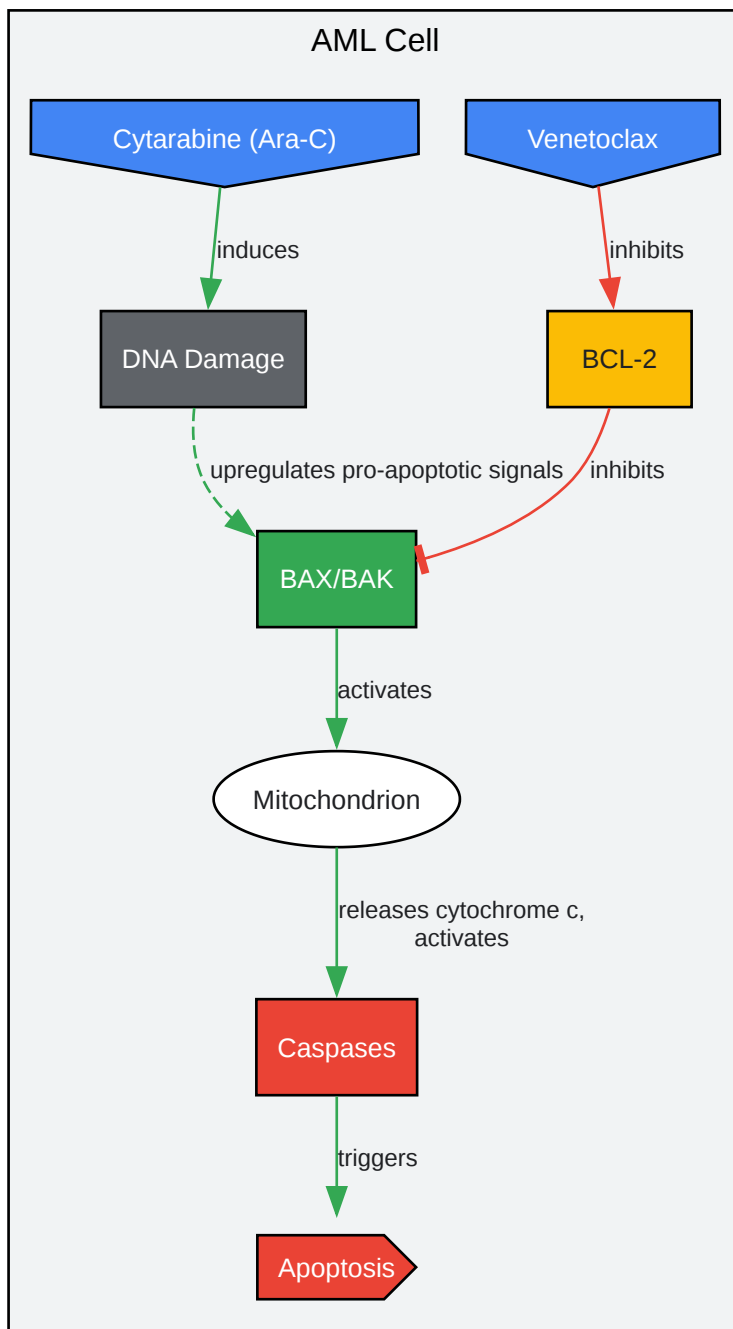 AML Cell
Cytarabine (Ara-C)
Venetoclax
induces
inhibits
DNA Damage
BCL-2
upregulates pro-apoptotic signals
inhibits
BAX/BAK
activates
Mitochondrion
releases cytochrome c,
activates
Caspases
triggers
Apoptosis